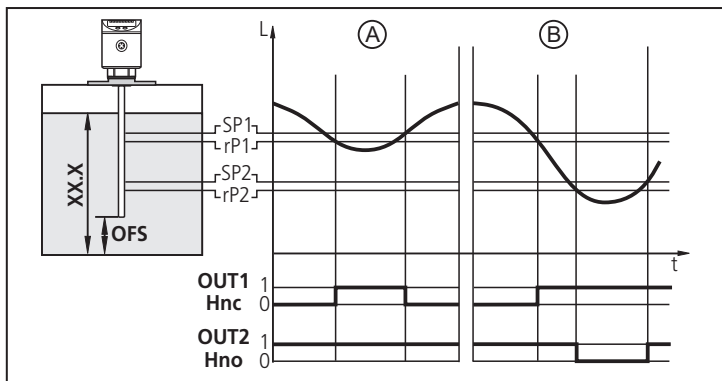 L
A
B
SP1
rP1
SP2
rP2
XX.X
OFS
t
OUT1 1
Hnc 0
OUT2 1
Hno 0